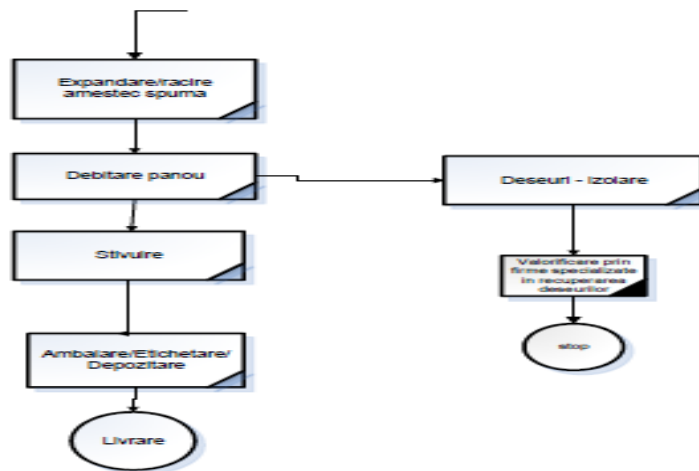 Expandare/racire
amestec spuma
Debitare panou
Deseuri - izolare
Stivuire
Valorificare prin
firme specializate
in recuperarea
deseurilor
stop
Ambalare/Etichetare/
Depozitare
Livrare